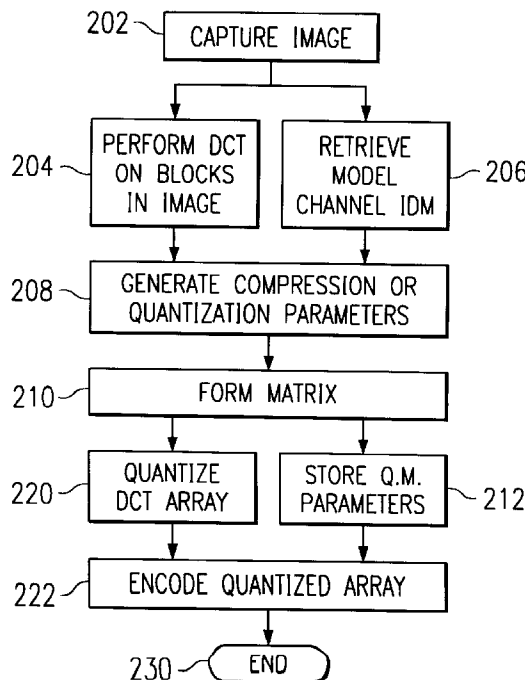 202
CAPTURE IMAGE
204
PERFORM DCT
ON BLOCKS
IN IMAGE
RETRIEVE
MODEL
CHANNEL IDM
206
208
GENERATE COMPRESSION OR
QUANTIZATION PARAMETERS
210
FORM MATRIX
220
QUANTIZE
DCT ARRAY
STORE Q.M.
PARAMETERS
212
222
ENCODE QUANTIZED ARRAY
230
END